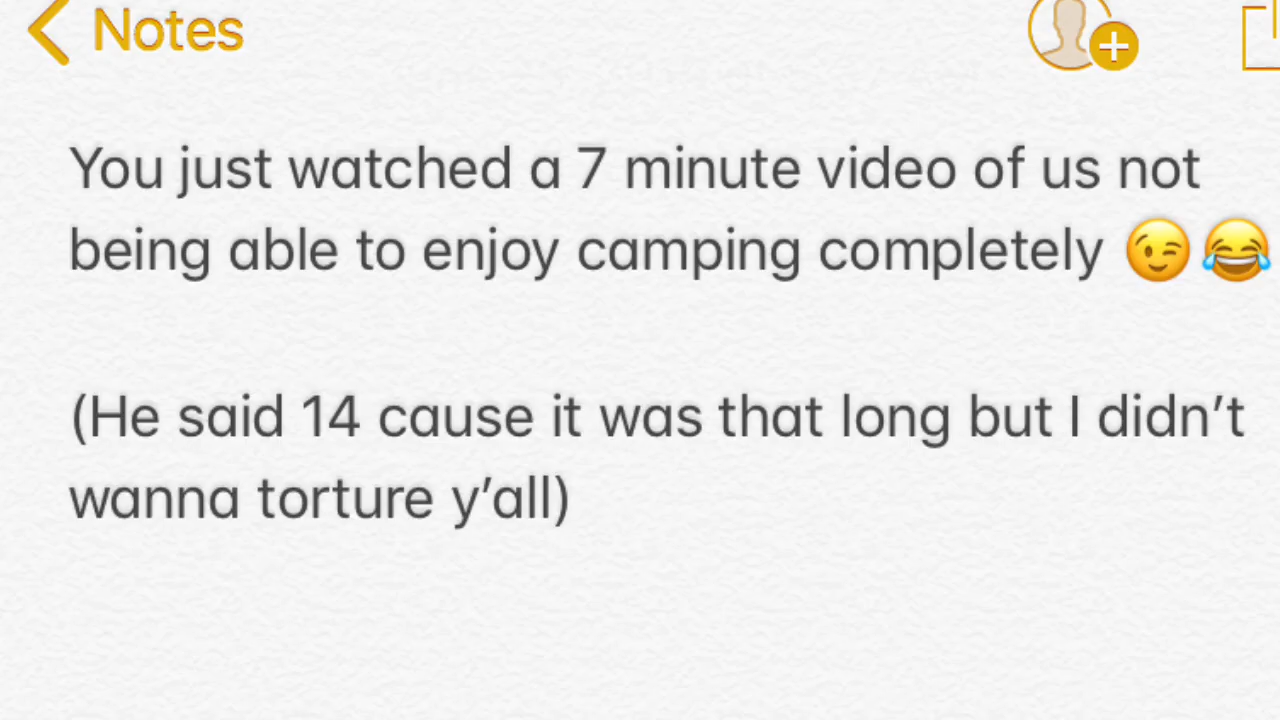 Notes
You just watched a 7 minute video of us not
being able to enjoy camping completely 😉😂
(He said 14 cause it was that long but I didn’t
wanna torture y’all)